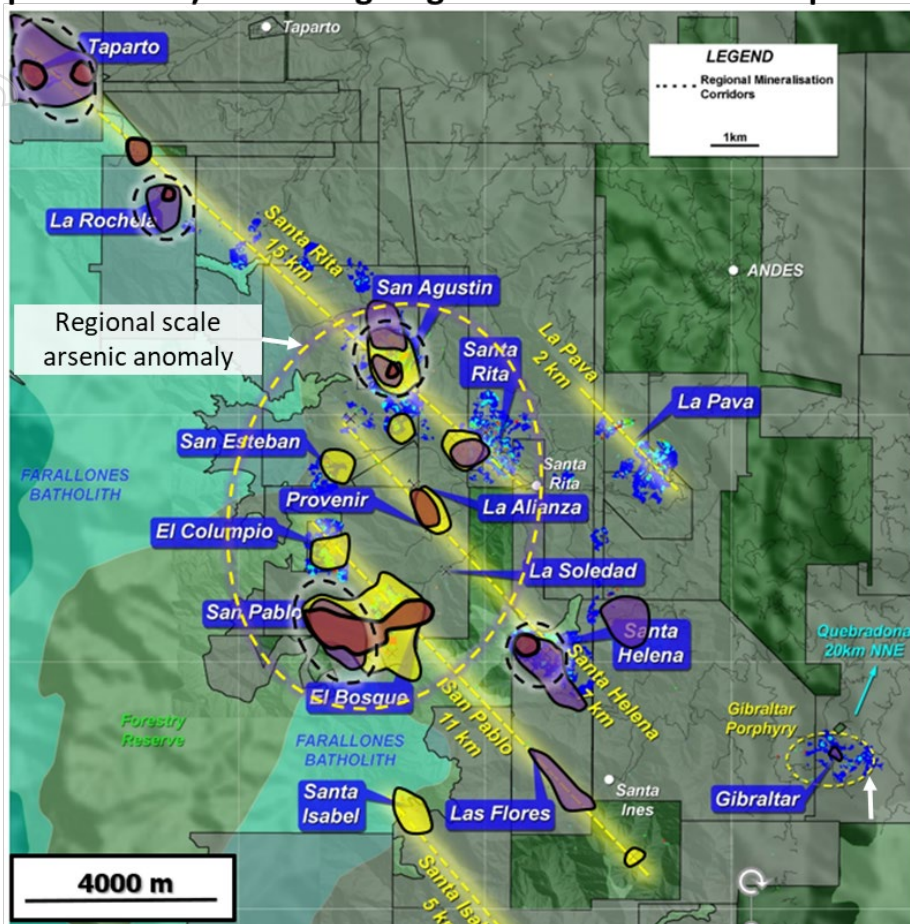 Taparto
Taparto
LEGEND
Regional Mineralisation
Corridors
1km
La Rochela
Santa Rita
15 km
ANDES
San Agustin
Regional scale
arsenic anomaly
La Pava
2 km
Santa
Rita
La Pava
San Esteban
Santa
Rita
FARALLONES
BATHOLITH
Provenir
La Alianza
El Columpio
La Soledad
San Pablo
Santa
Helena
Quebradona
20km NNE
Santa Helena
7 km
El Bosque
San Pablo
11 km
Gibraltar
Porphyry
Forestry
Reserve
FARALLONES
BATHOLITH
Santa
Isabel
Las Flores
Santa
Ines
Gibraltar
4000 m
5 k